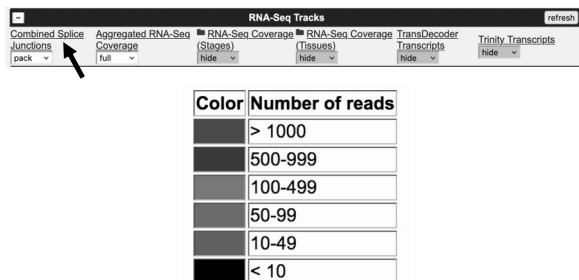 -
RNA-Seq Tracks
refresh
Combined Splice Junctions
pack
Aggregated RNA-Seq Coverage
full
RNA-Seq Coverage (Stages)
hide
RNA-Seq Coverage (Tissues)
hide
TransDecoder Transcripts
hide
Trinity Transcripts
hide
Color Number of reads
> 1000
500-999
100-499
50-99
10-49
< 10